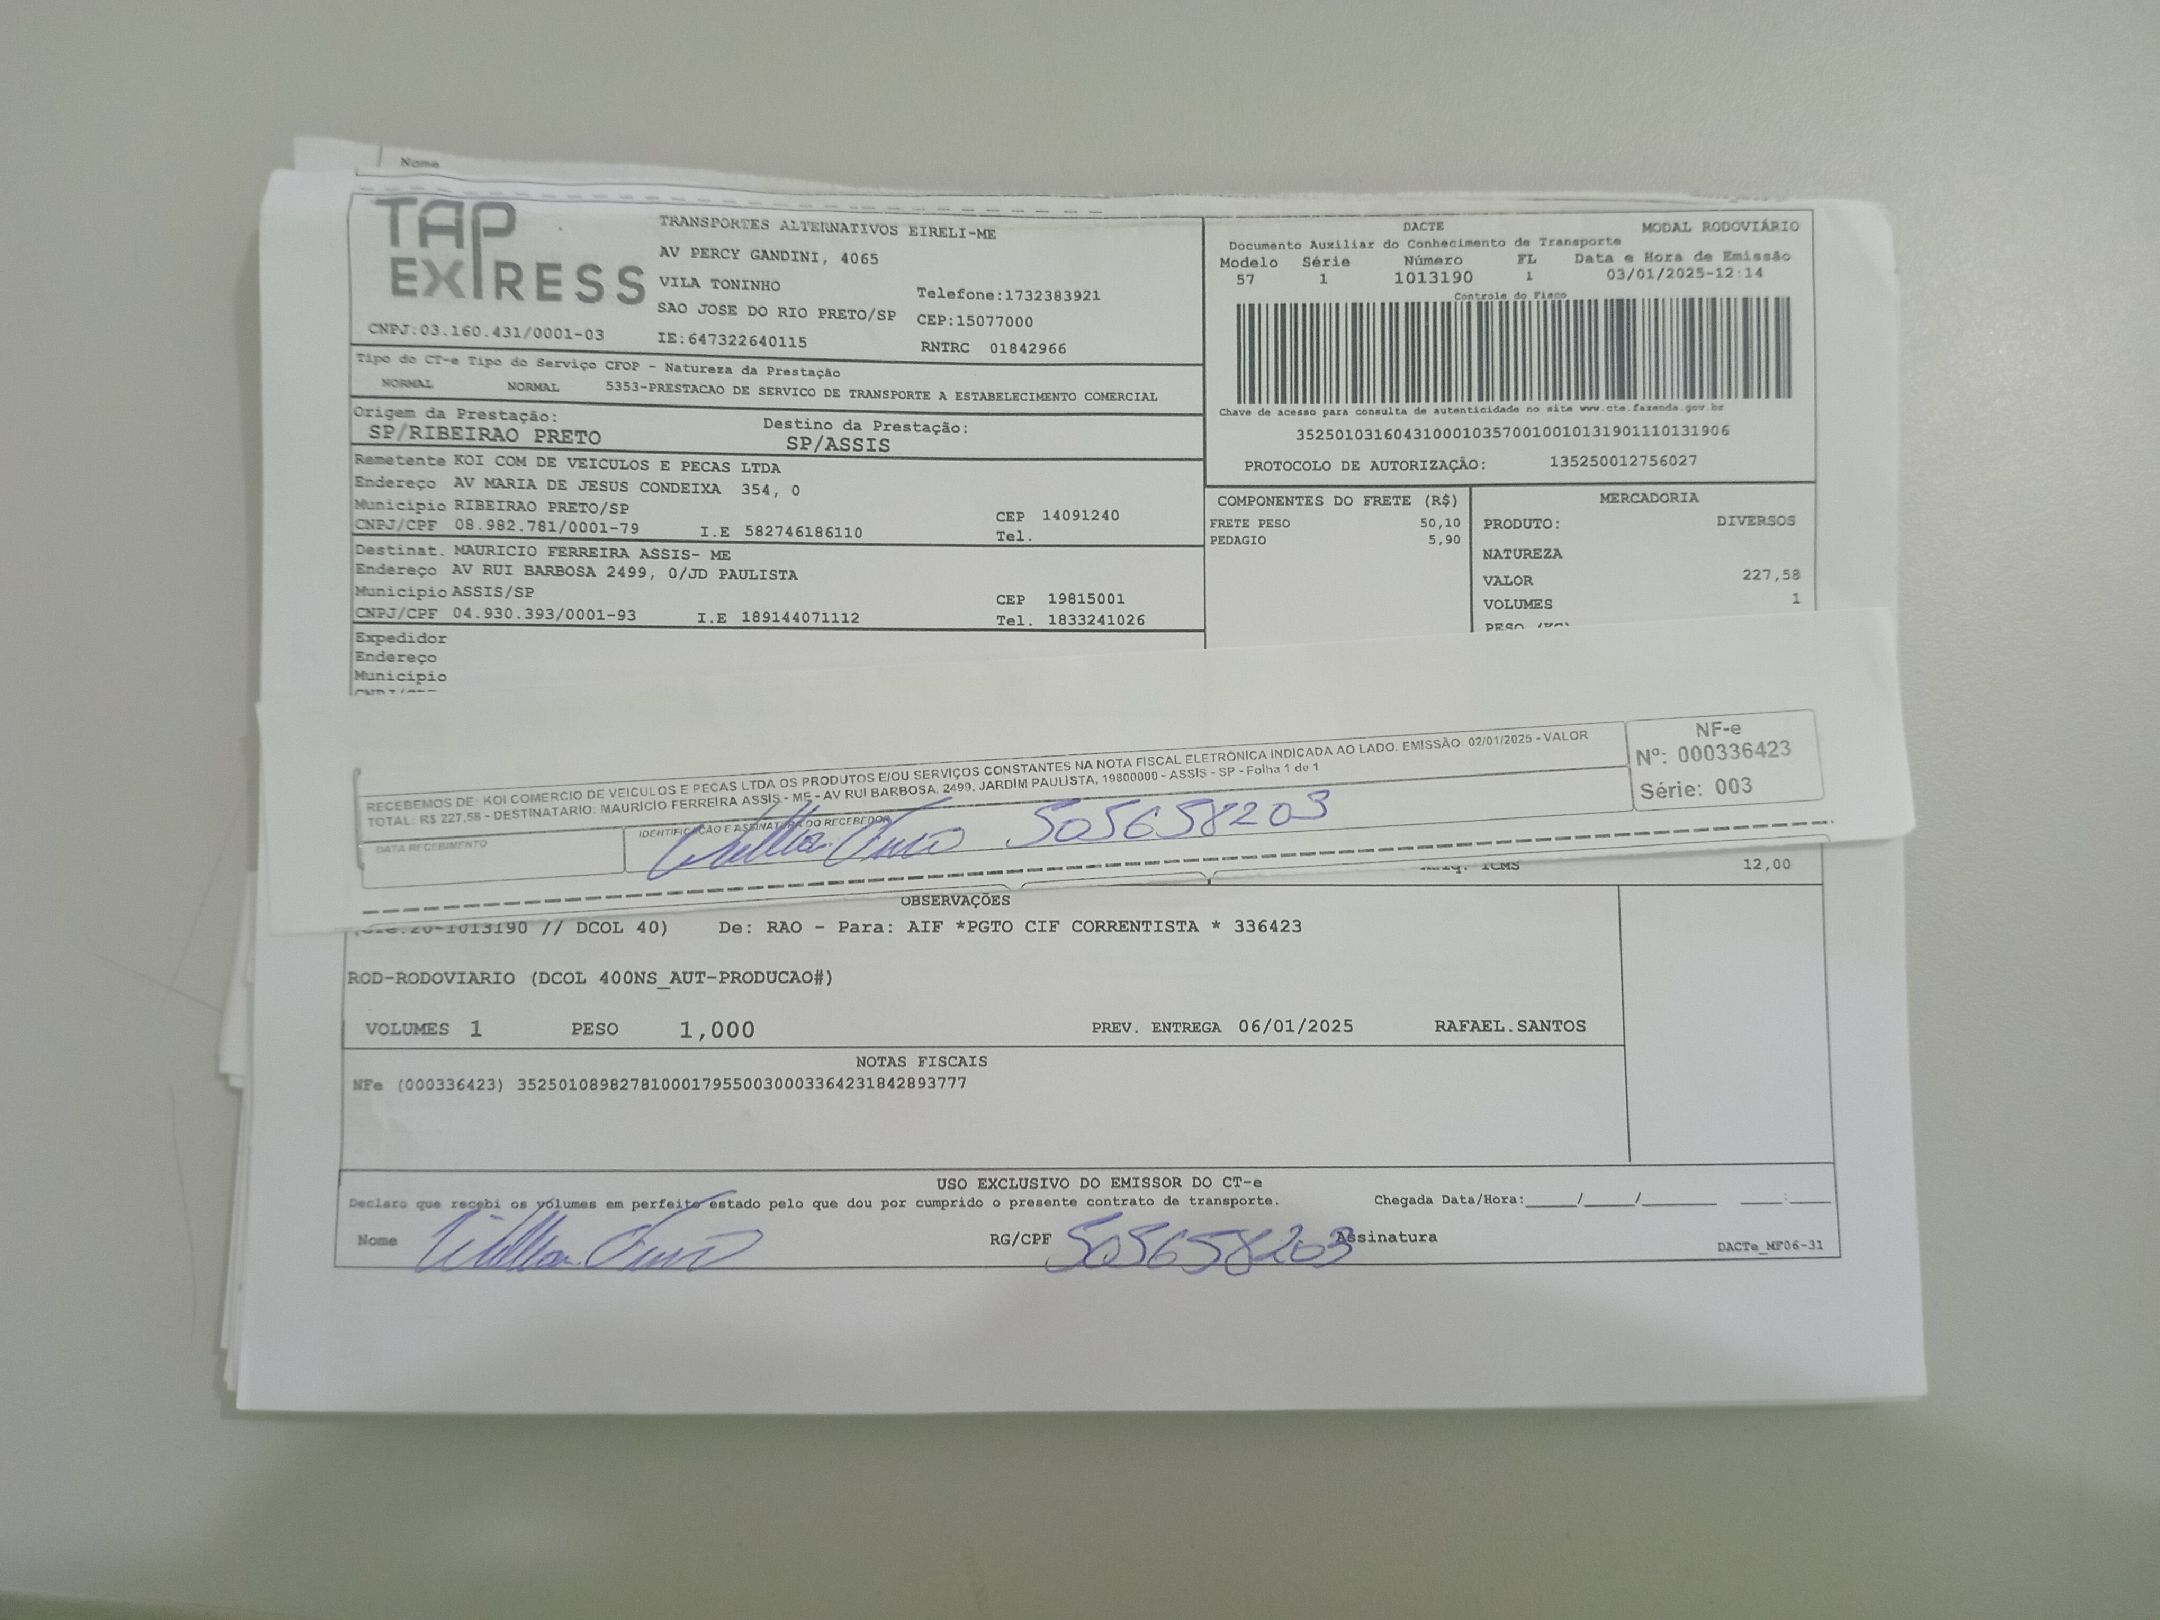 Nome
TAP EXPRESS
TRANSPORTES ALTERNATIVOS EIRELI-ME
AV PERCY GANDINI, 4065
VILA TONINHO
Telefone:1732383921
SAO JOSE DO RIO PRETO/SP CEP:15077000
CNPJ:03.160.431/0001-03 IE:647322640115 RNTRC 01842966
DACTE MODAL RODOVIÁRIO
Documento Auxiliar do Conhecimento de Transporte
Modelo Série Número FL Data e Hora de Emissão
57 1 1013190 1 03/01/2025-12:14
Controle do Fisco
Chave de acesso para consulta de autenticidade no site www.cte.fazenda.gov.br
35250103160431000103570010010131901110131906
PROTOCOLO DE AUTORIZAÇÃO: 135250012756027
Tipo do CT-e Tipo do Serviço CFOP - Natureza da Prestação
NORMAL NORMAL 5353-PRESTACAO DE SERVICO DE TRANSPORTE A ESTABELECIMENTO COMERCIAL
Origem da Prestação: Destino da Prestação:
SP/RIBEIRAO PRETO SP/ASSIS
Remetente KOI COM DE VEICULOS E PECAS LTDA
Endereço AV MARIA DE JESUS CONDEIXA 354, 0
Município RIBEIRAO PRETO/SP CEP 14091240
CNPJ/CPF 08.982.781/0001-79 I.E 582746186110 Tel.
Destinat. MAURICIO FERREIRA ASSIS- ME
Endereço AV RUI BARBOSA 2499, 0/JD PAULISTA
Município ASSIS/SP CEP 19815001
CNPJ/CPF 04.930.393/0001-93 I.E 189144071112 Tel. 1833241026
Expedidor
Endereço
Município
COMPONENTES DO FRETE (R$)
FRETE PESO 50,10
PEDAGIO 5,90
MERCADORIA
PRODUTO: DIVERSOS
NATUREZA
VALOR 227,58
VOLUMES 1
RECEBEMOS DE: KOI COMERCIO DE VEICULOS E PECAS LTDA OS PRODUTOS E/OU SERVIÇOS CONSTANTES NA NOTA FISCAL ELETRÔNICA INDICADA AO LADO. EMISSÃO: 02/01/2025 - VALOR
TOTAL: R$ 227,58 - DESTINATÁRIO: MAURICIO FERREIRA ASSIS - ME - AV RUI BARBOSA, 2499, JARDIM PAULISTA, 19800000 - ASSIS - SP - Folha 1 de 1
NF-e
Nº: 000336423
Série: 003
DATA RECEBIMENTO IDENTIFICAÇÃO E ASSINATURA DO RECEBEDOR
505658203
ICMS 12,00
OBSERVAÇÕES
1013190 // DCOL 40) De: RAO - Para: AIF *PGTO CIF CORRENTISTA * 336423
ROD-RODOVIARIO (DCOL 400NS_AUT-PRODUCAO#)
VOLUMES 1 PESO 1,000 PREV. ENTREGA 06/01/2025 RAFAEL.SANTOS
NOTAS FISCAIS
NFe (000336423) 35250108982781000179550030003364231842893777
USO EXCLUSIVO DO EMISSOR DO CT-e
Declaro que recebi os volumes em perfeito estado pelo que dou por cumprido o presente contrato de transporte. Chegada Data/Hora:_____/_____/_______ ____:____
Nome RG/CPF 505658203 Assinatura
DACTe_MF06-31